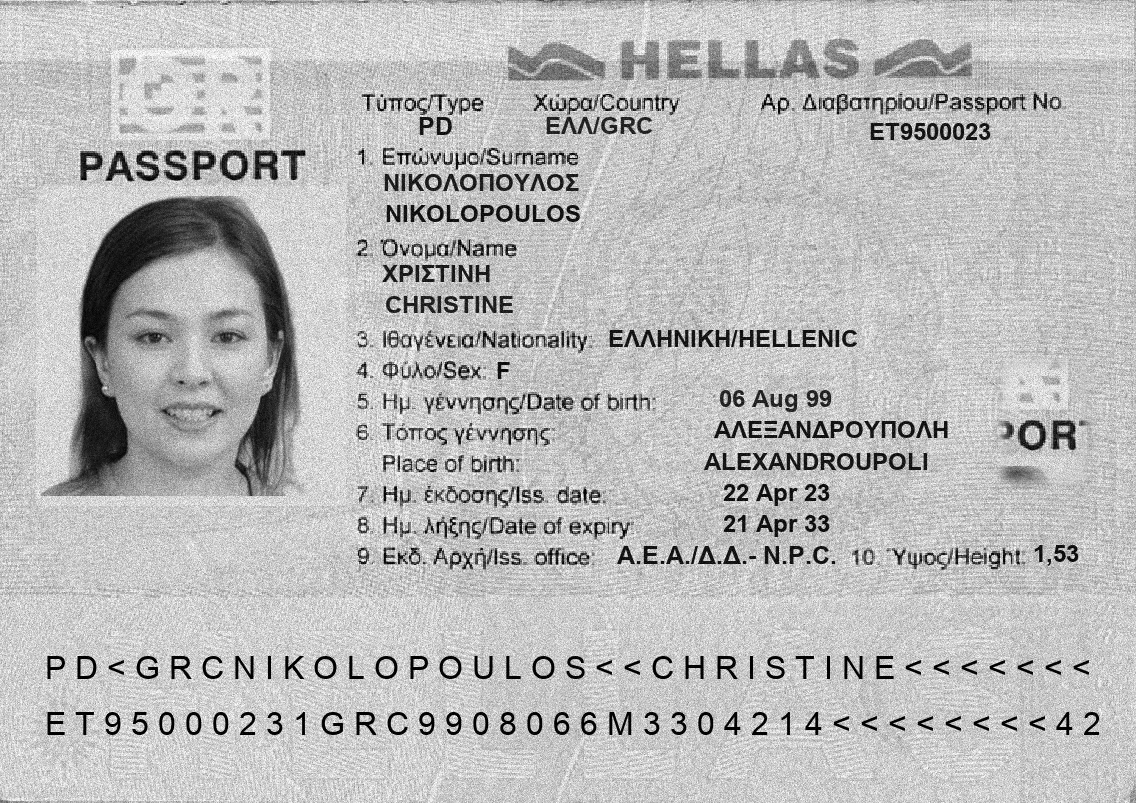 HELLAS
PASSPORT
Τύπος/Type Χώρα/Country Αρ. Διαβατηρίου/Passport No.
PD ΕΛΛ/GRC ET9500023
1. Επώνυμο/Surname
ΝΙΚΟΛΟΠΟΥΛΟΣ
NIKOLOPOULOS
2. Όνομα/Name
ΧΡΙΣΤΙΝΗ
CHRISTINE
3. Ιθαγένεια/Nationality: ΕΛΛΗΝΙΚΗ/HELLENIC
4. Φύλο/Sex: F
5. Ημ. γέννησης/Date of birth: 06 Aug 99
6. Τόπος γέννησης: ΑΛΕΞΑΝΔΡΟΥΠΟΛΗ
Place of birth: ALEXANDROUPOLI
7. Ημ. έκδοσης/Iss. date: 22 Apr 23
8. Ημ. λήξης/Date of expiry: 21 Apr 33
9. Εκδ. Αρχή/Iss. office: Α.Ε.Α./Δ.Δ.- N.P.C. 10. Ύψος/Height: 1,53
PD<GRCNIKOLOPOULOS<<CHRISTINE<<<<<<<
ET95000231GRC9908066M3304214<<<<<<<<42